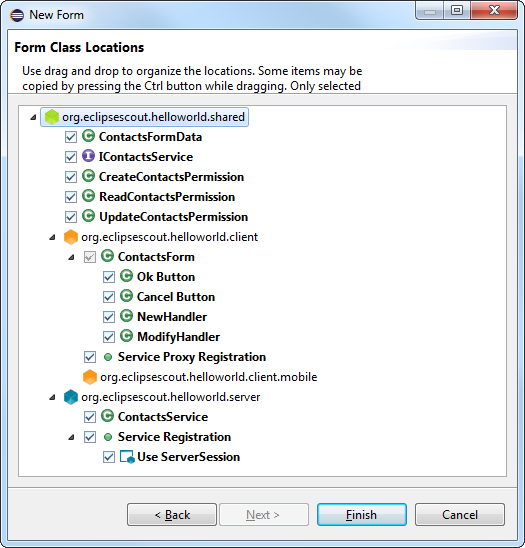 New Form
Form Class Locations
Use drag and drop to organize the locations. Some items may be
copied by pressing the Ctrl button while dragging. Only selected
org.eclipsescout.helloworld.shared
ContactsFormData
IContactsService
CreateContactsPermission
ReadContactsPermission
UpdateContactsPermission
org.eclipsescout.helloworld.client
ContactsForm
Ok Button
Cancel Button
NewHandler
ModifyHandler
Service Proxy Registration
org.eclipsescout.helloworld.client.mobile
org.eclipsescout.helloworld.server
ContactsService
Service Registration
Use ServerSession
< Back Next > Finish Cancel